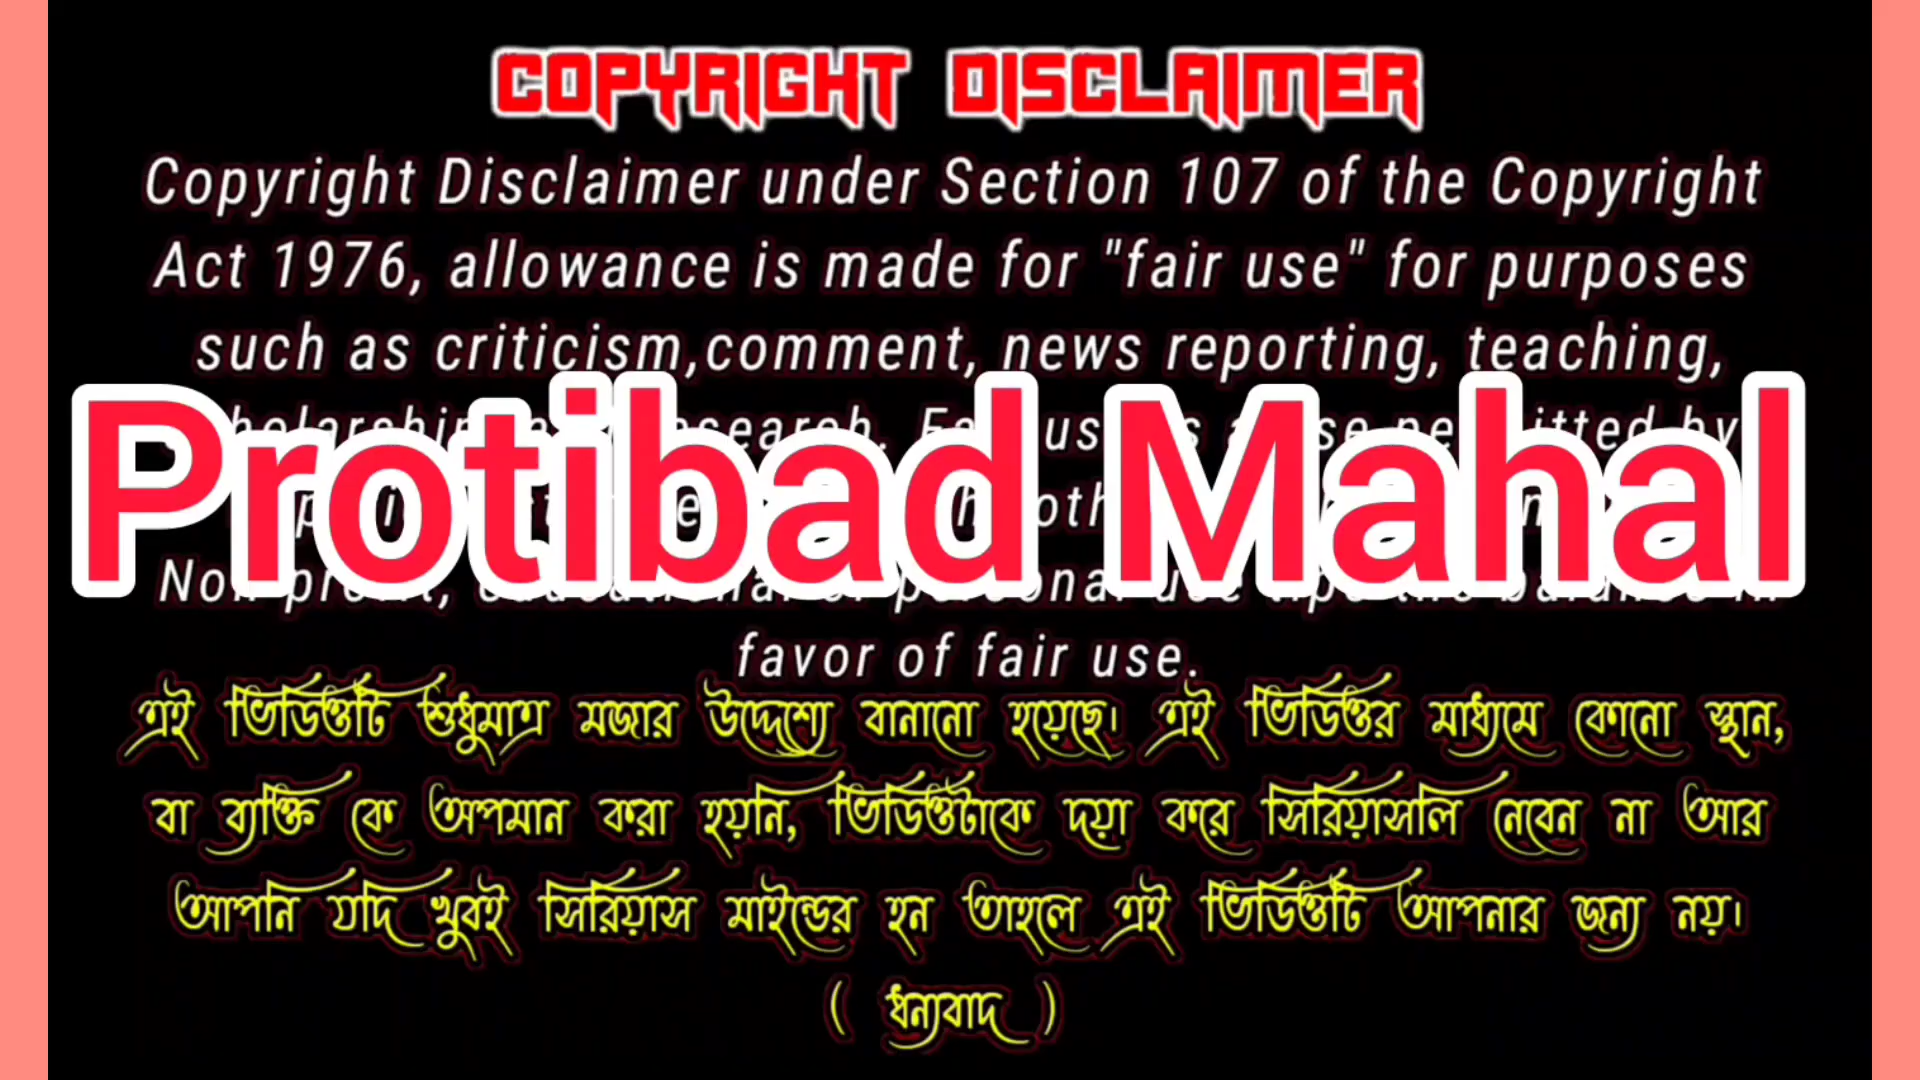 COPYRIGHT DISCLAIMER
Copyright Disclaimer under Section 107 of the Copyright
Act 1976, allowance is made for "fair use" for purposes
such as criticism,comment, news reporting, teaching,
Protibad Mahal
favor of fair use.
এই ভিডিওটি শুধুমাত্র মজার উদ্দেশ্যে বানানো হয়েছে। এই ভিডিওর মাধ্যমে কোনো স্থান,
বা ব্যক্তি কে অপমান করা হয়নি, ভিডিওটাকে দয়া করে সিরিয়াসলি নেবেন না আর
আপনি যদি খুবই সিরিয়াস মাইন্ডের হন তাহলে এই ভিডিওটি আপনার জন্য নয়।
( ধন্যবাদ )